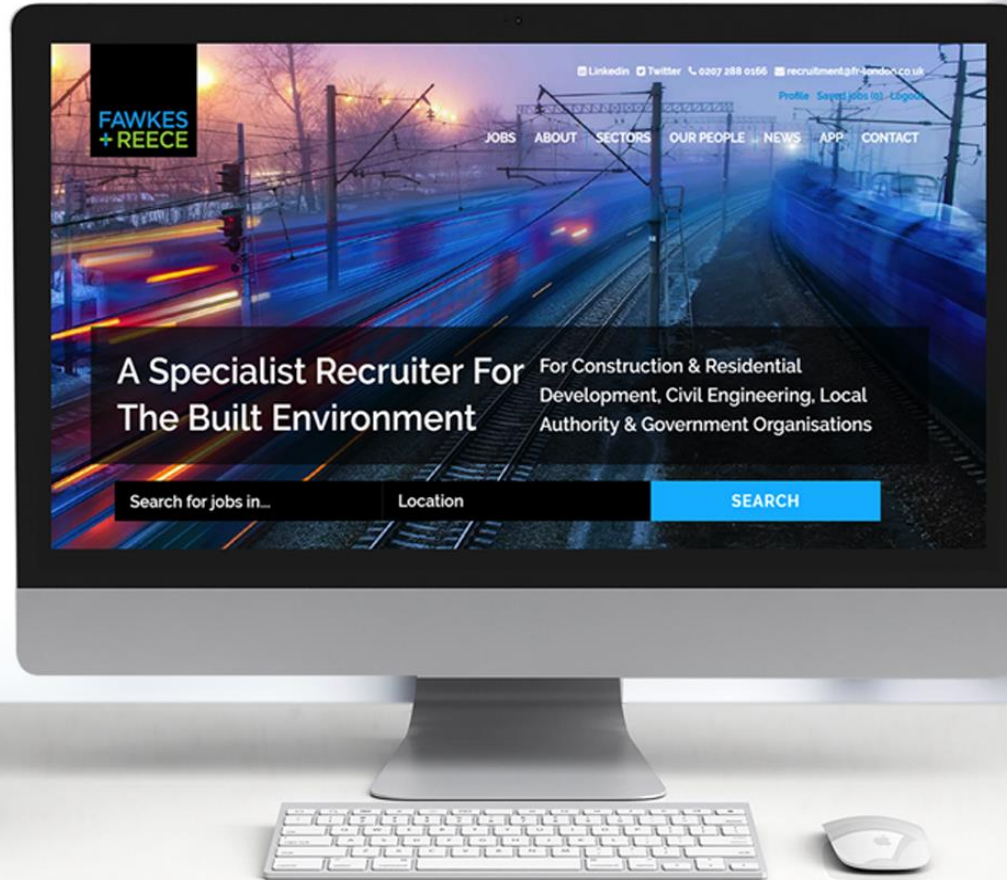 Linkedin Twitter 0207 288 0166 recruitment@fr-london.co.uk
Profile Saved jobs (0) Logout
FAWKES
+REECE
JOBS ABOUT SECTORS OUR PEOPLE NEWS APP CONTACT
A Specialist Recruiter For
The Built Environment
For Construction & Residential
Development, Civil Engineering, Local
Authority & Government Organisations
Search for jobs in...
Location
SEARCH